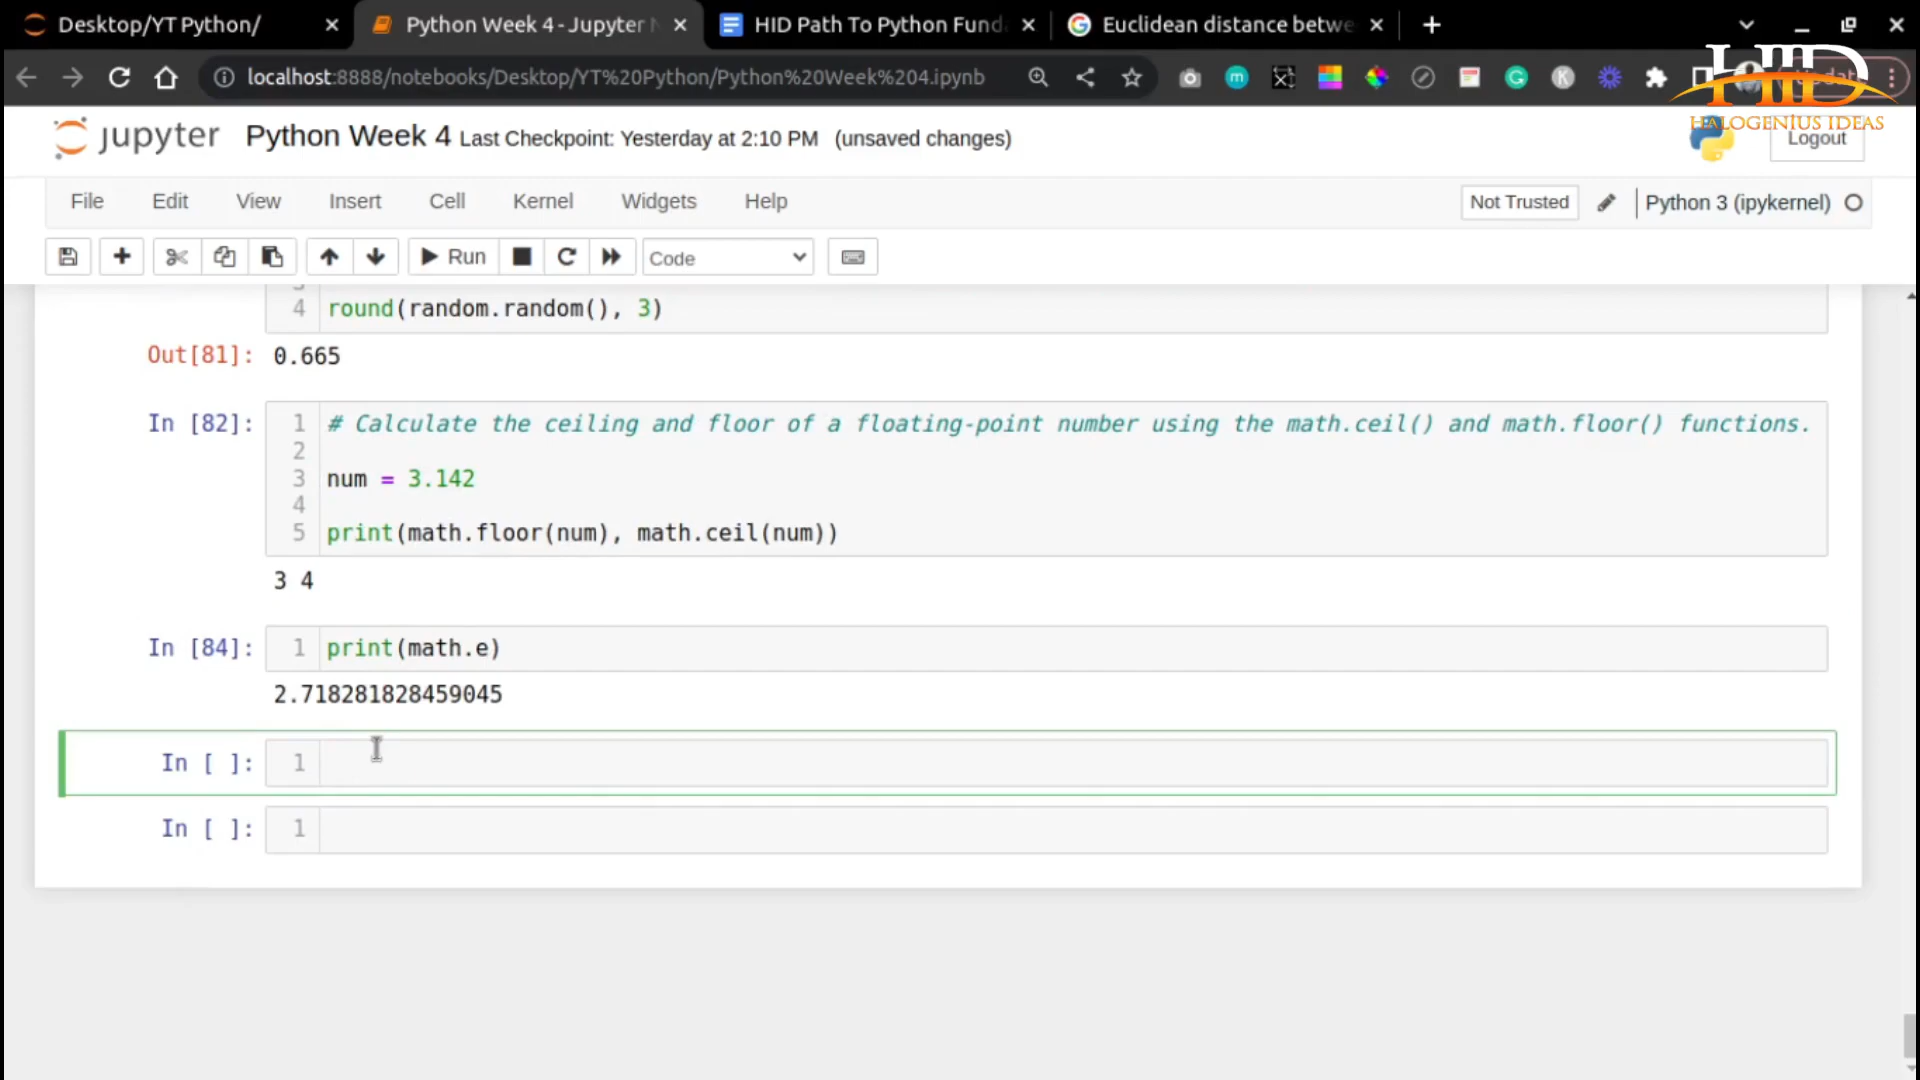 Desktop/YT Python/
Python Week 4 - Jupyter N
HID Path To Python Fund
Euclidean distance betwe
localhost:8888/notebooks/Desktop/YT%20Python/Python%20Week%204.ipynb
HID
HALOGENIUS IDEAS
jupyter Python Week 4 Last Checkpoint: Yesterday at 2:10 PM (unsaved changes)
Logout
File Edit View Insert Cell Kernel Widgets Help
Not Trusted
Python 3 (ipykernel)
Run
Code
4 round(random.random(), 3)
Out[81]: 0.665
In [82]: 1 # Calculate the ceiling and floor of a floating-point number using the math.ceil() and math.floor() functions.
2
3 num = 3.142
4
5 print(math.floor(num), math.ceil(num))
3 4
In [84]: 1 print(math.e)
2.718281828459045
In [ ]: 1
In [ ]: 1